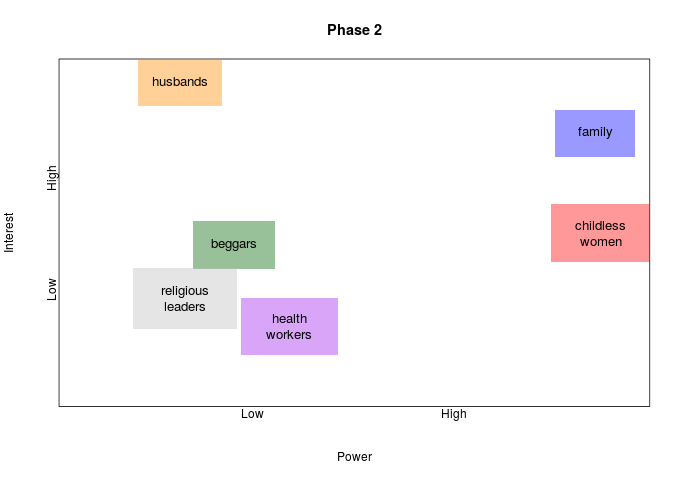 Phase 2
husbands
family
High
childless
women
Interest
beggars
Low
religious
leaders
health
workers
Low
High
Power